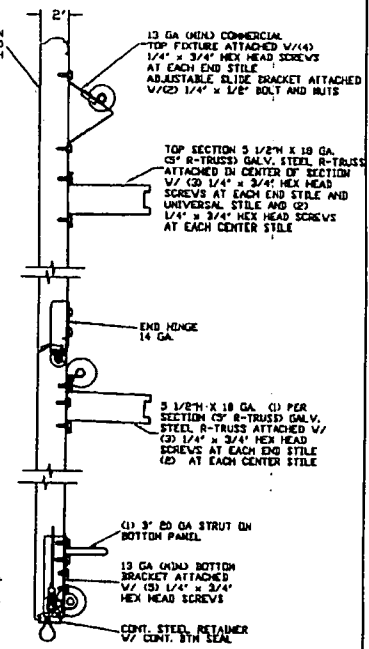 2"
13 GA (MIN.) COMMERCIAL
TOP FIXTURE ATTACHED W/(4)
1/4" x 3/4" HEX HEAD SCREWS
AT EACH END STILE
ADJUSTABLE SLIDE BRACKET ATTACHED
W/(2) 1/4" x 1/2" BOLT AND NUTS
TOP SECTION 5 1/2"H X 18 GA.
(5" R-TRUSS) GALV. STEEL R-TRUSS
ATTACHED IN CENTER OF SECTION
W/ (3) 1/4" x 3/4" HEX HEAD
SCREWS AT EACH END STILE AND
UNIVERSAL STILE AND (2)
1/4" x 3/4" HEX HEAD SCREWS
AT EACH CENTER STILE
END HINGE
14 GA.
5 1/2"H X 18 GA. (1) PER
SECTION (5" R-TRUSS) GALV.
STEEL R-TRUSS ATTACHED W/
(3) 1/4" x 3/4" HEX HEAD
SCREWS AT EACH END STILE
(2) AT EACH CENTER STILE
(1) 3" 20 GA STRUT ON
BOTTOM PANEL
13 GA (MIN.) BOTTOM
BRACKET ATTACHED
W/ (5) 1/4" x 3/4"
HEX HEAD SCREWS
CONT. STEEL RETAINER
W/ CONT. BTM SEAL